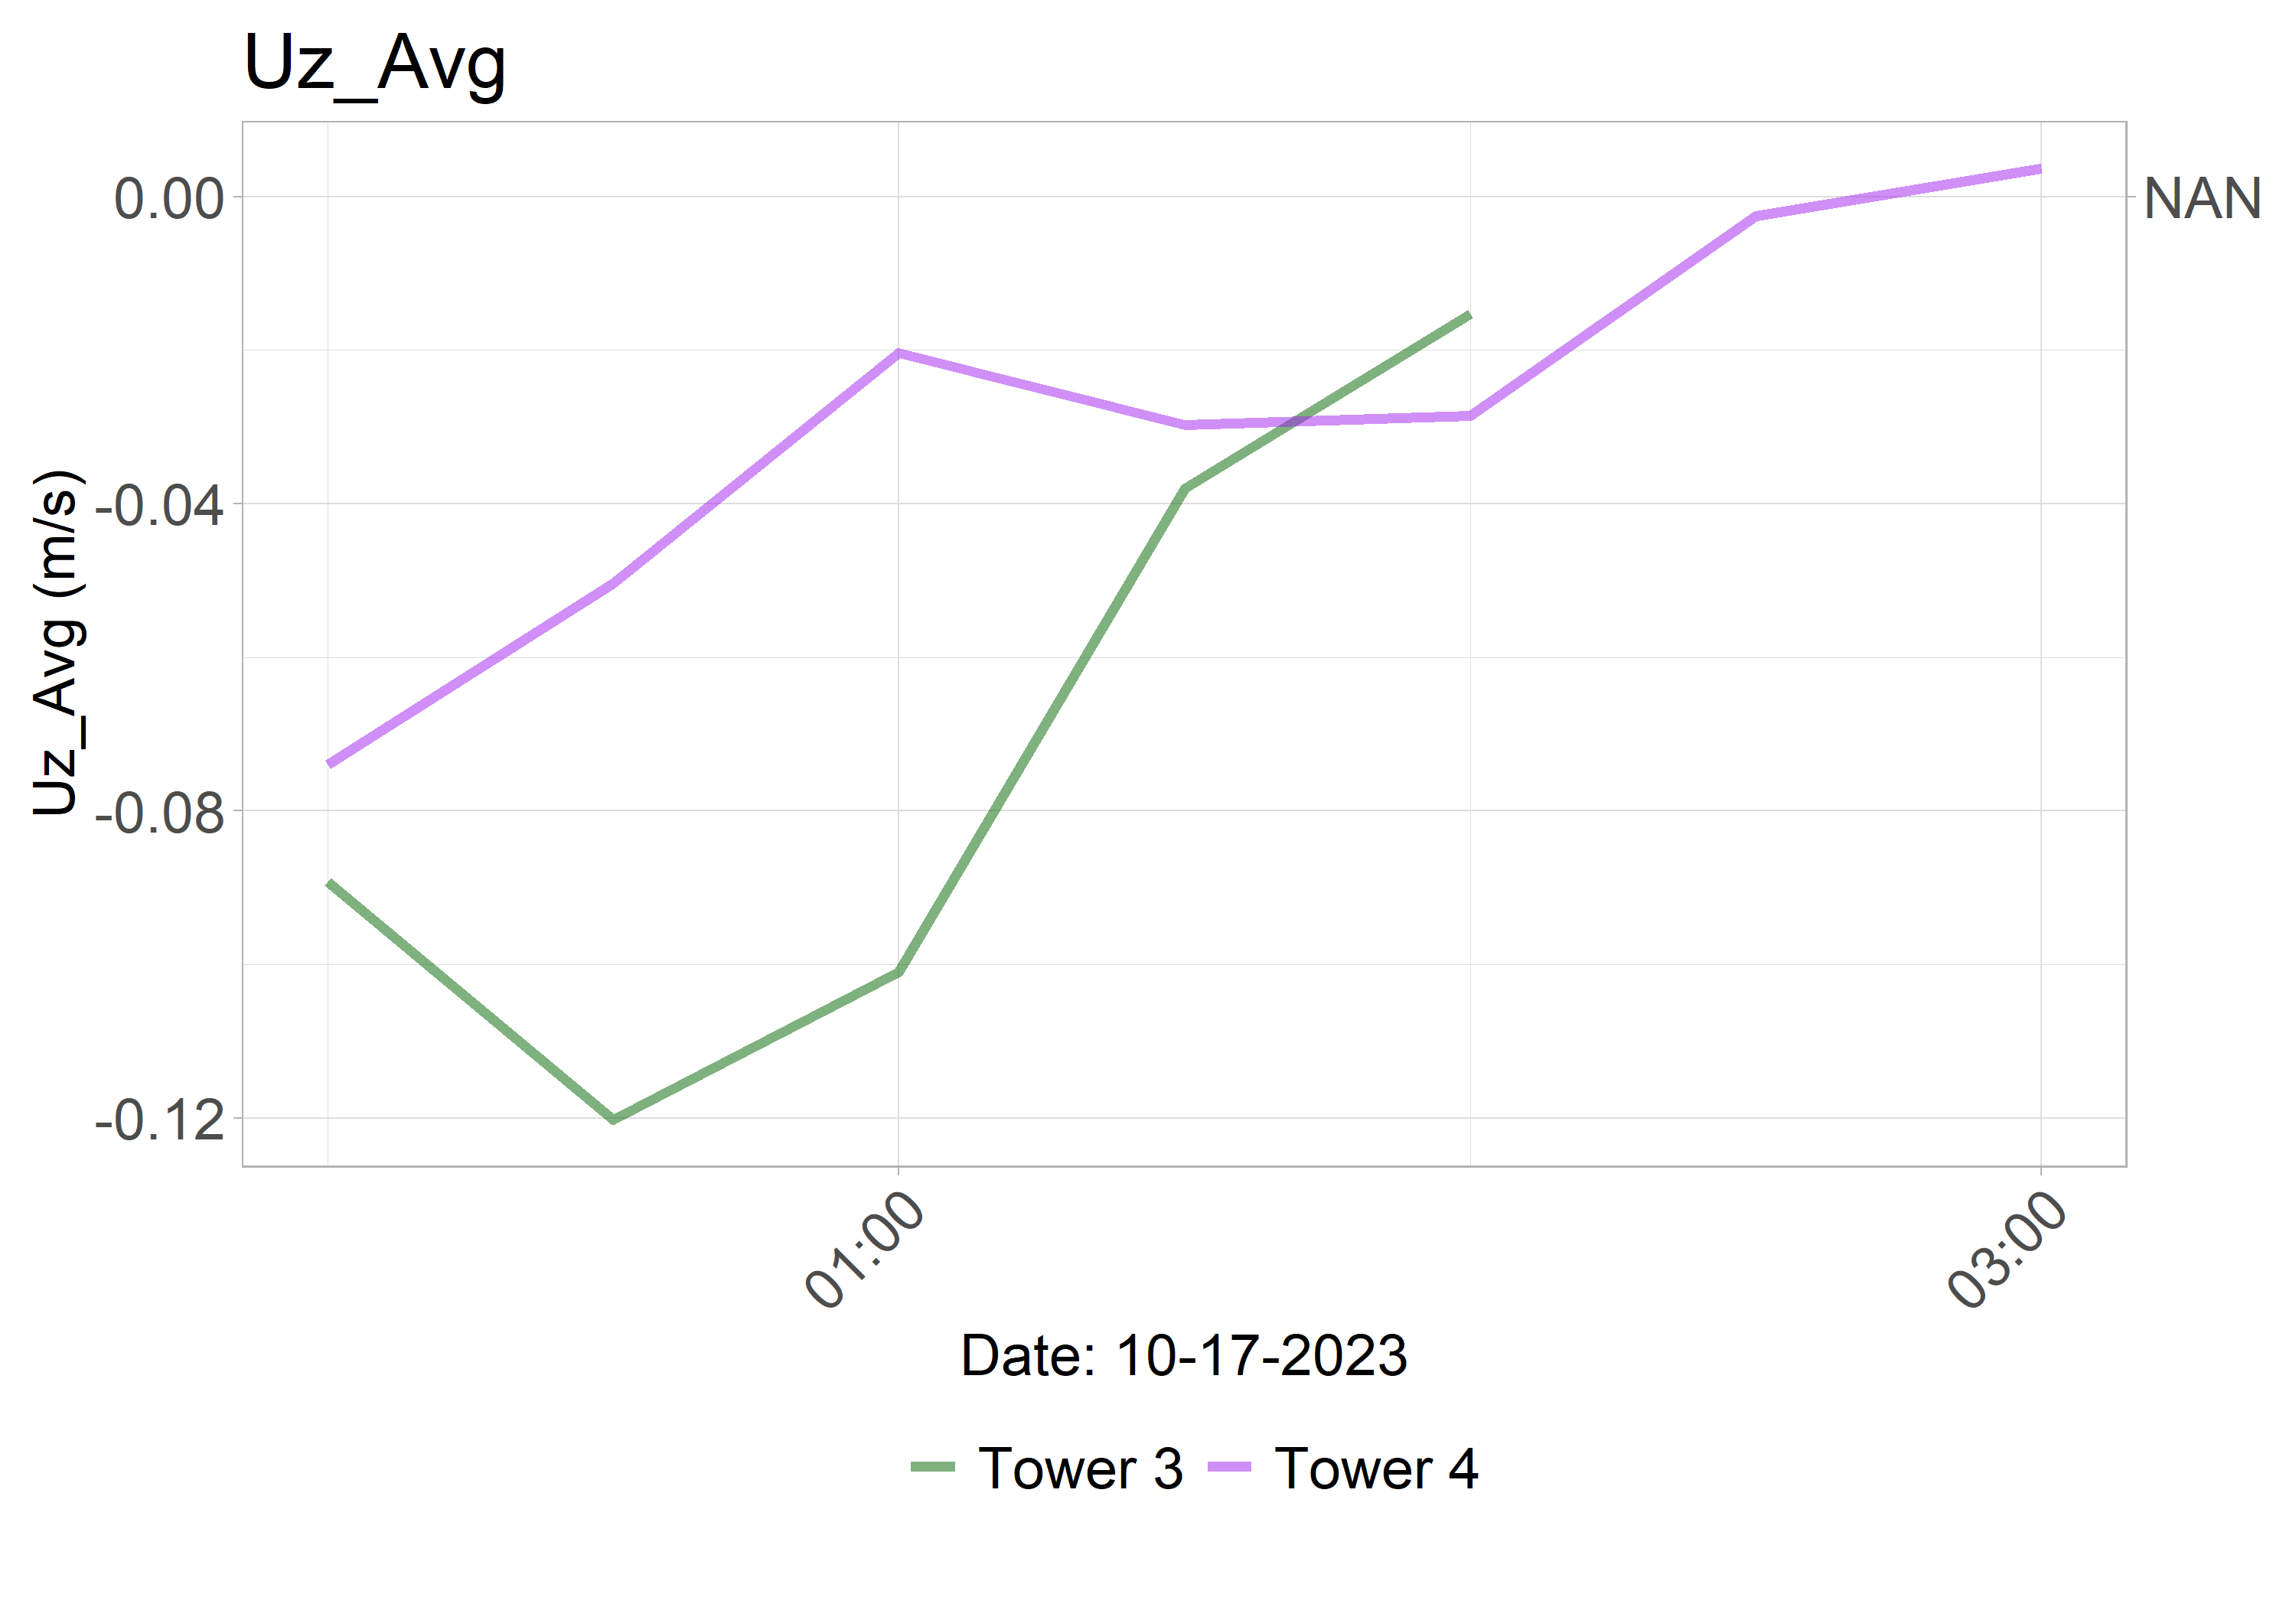 Uz_Avg
Uz_Avg (m/s)
0.00
-0.04
-0.08
-0.12
NAN
01:00
03:00
Date: 10-17-2023
Tower 3 Tower 4